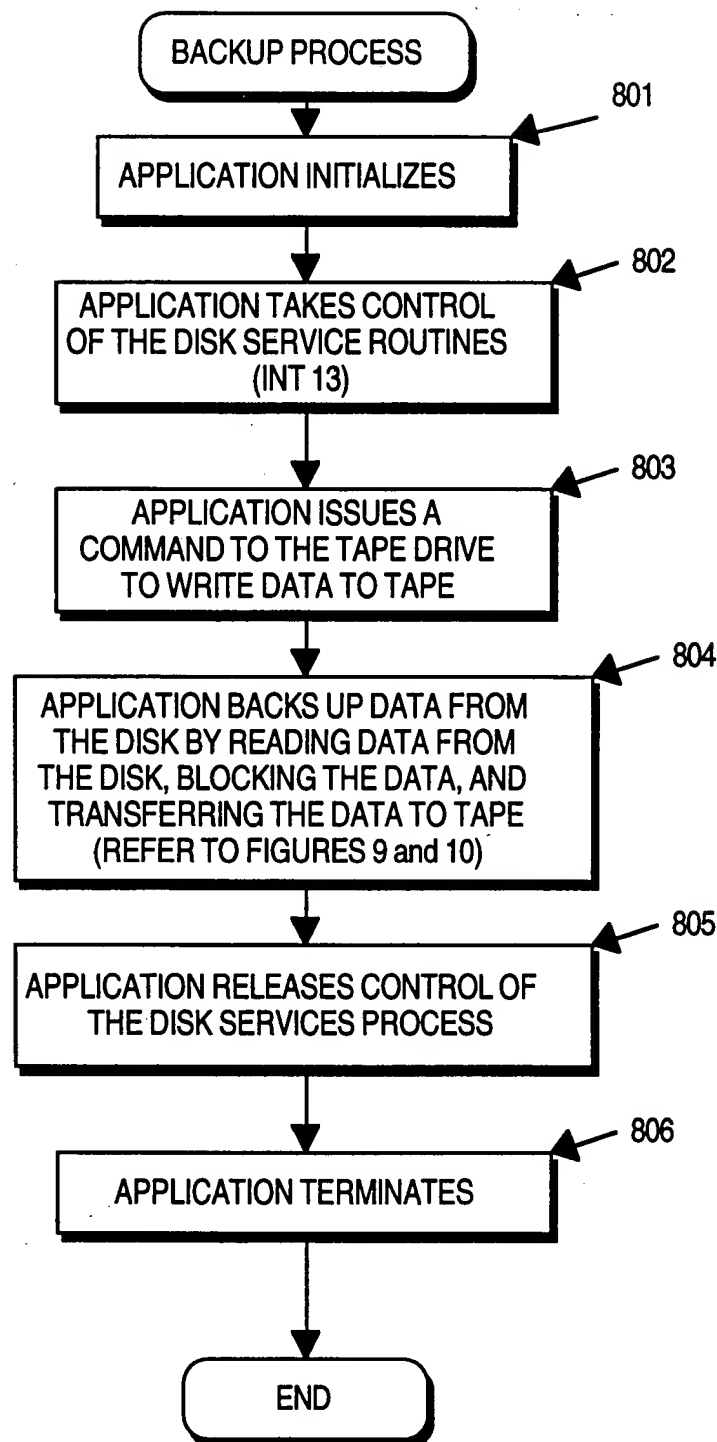 BACKUP PROCESS
801
APPLICATION INITIALIZES
802
APPLICATION TAKES CONTROL
OF THE DISK SERVICE ROUTINES
(INT 13)
803
APPLICATION ISSUES A
COMMAND TO THE TAPE DRIVE
TO WRITE DATA TO TAPE
804
APPLICATION BACKS UP DATA FROM
THE DISK BY READING DATA FROM
THE DISK, BLOCKING THE DATA, AND
TRANSFERRING THE DATA TO TAPE
(REFER TO FIGURES 9 and 10)
805
APPLICATION RELEASES CONTROL OF
THE DISK SERVICES PROCESS
806
APPLICATION TERMINATES
END